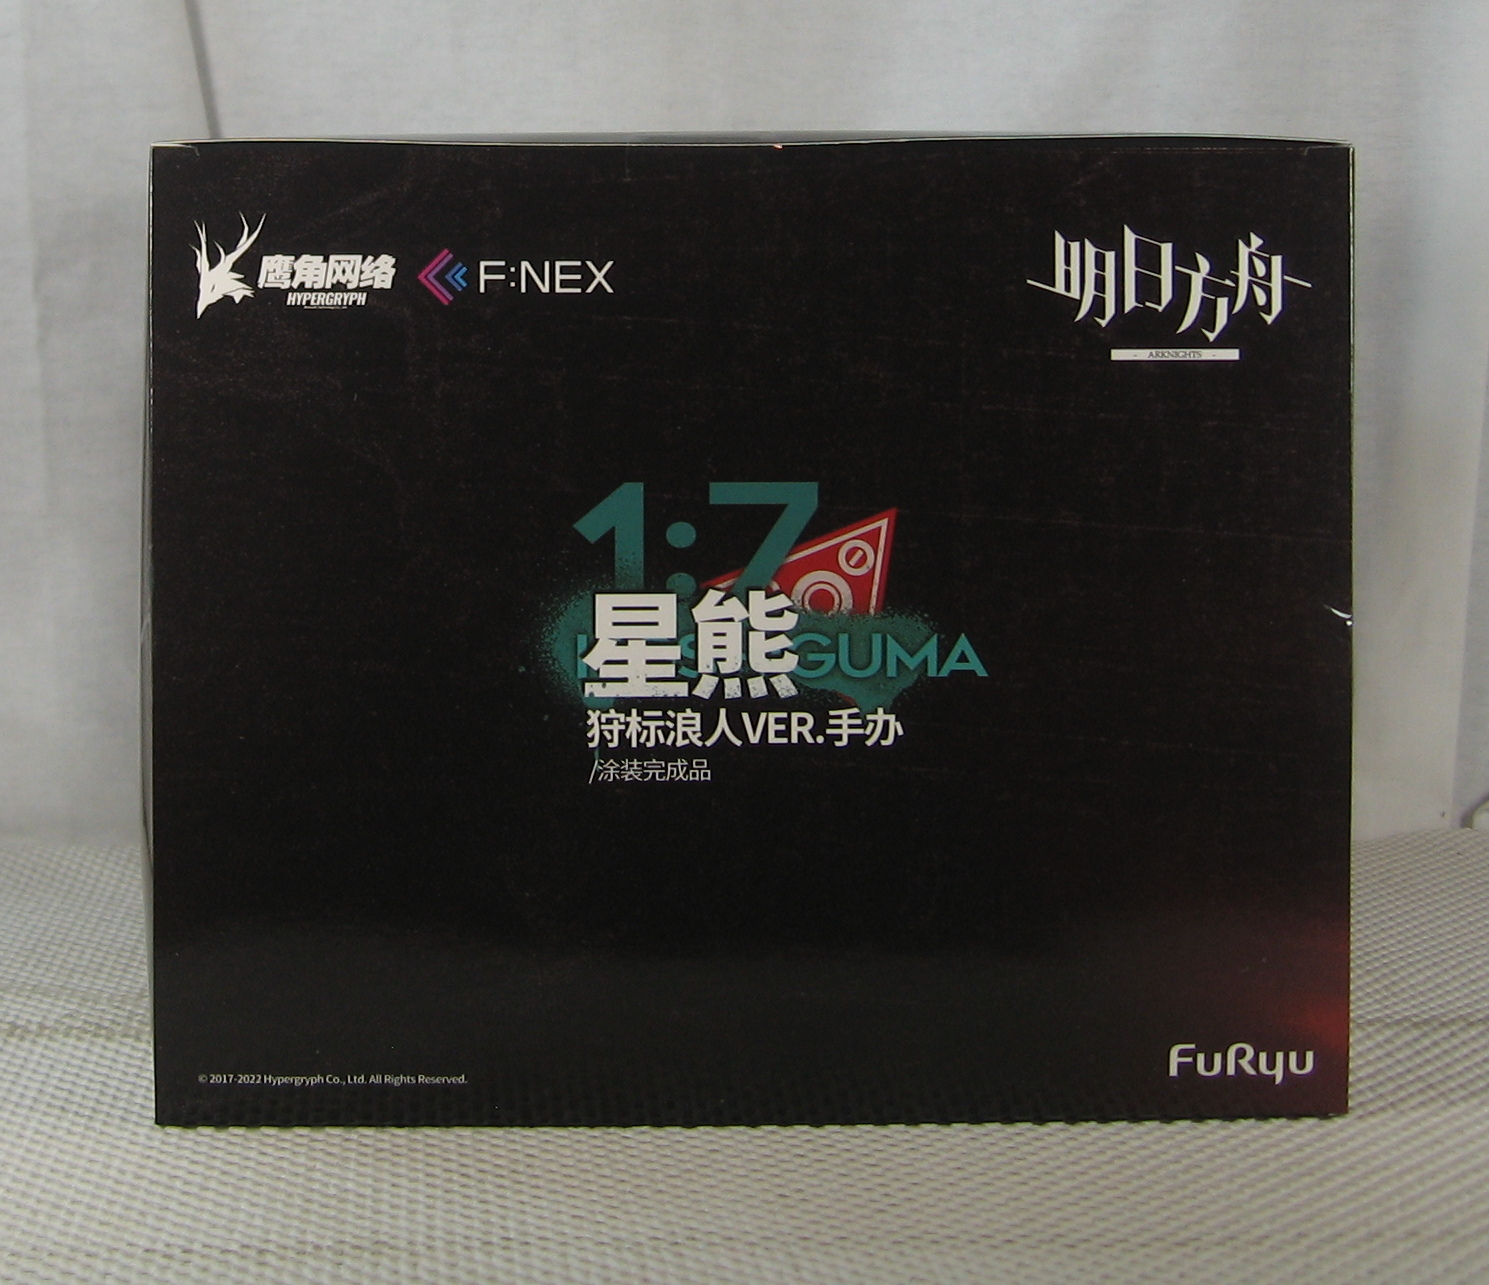 鹰角网络
HYPERGRYPH
F:NEX
明日方舟
- ARKNIGHTS -
1:7
星熊
GUMA
狩标浪人VER.手办
/涂装完成品
© 2017-2022 Hypergryph Co., Ltd. All Rights Reserved.
FuRyu